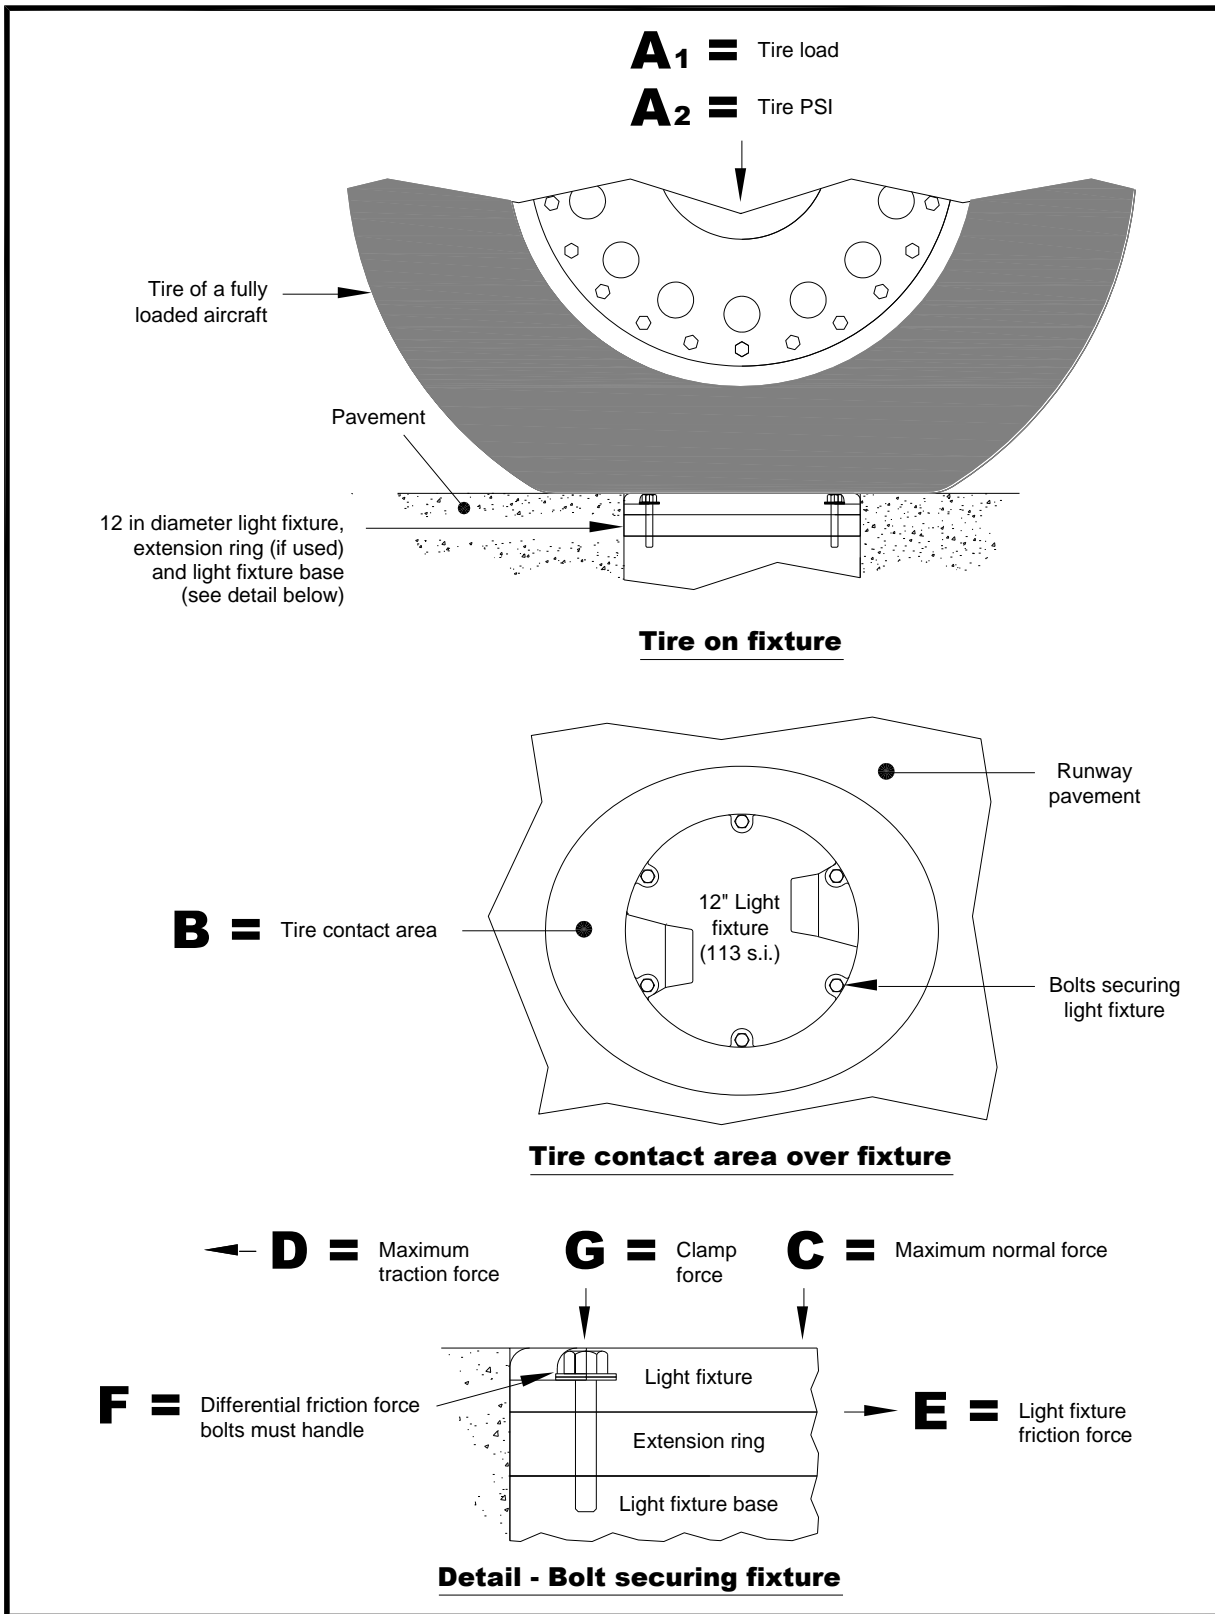 A1 = Tire load
A2 = Tire PSI
Tire of a fully
loaded aircraft
Pavement
12 in diameter light fixture,
extension ring (if used)
and light fixture base
(see detail below)
Tire on fixture
Runway
pavement
12" Light
fixture
(113 s.i.)
B = Tire contact area
Bolts securing
light fixture
Tire contact area over fixture
D = Maximum
traction force
G = Clamp
force
C = Maximum normal force
F = Differential friction force
bolts must handle
Light fixture
Extension ring
Light fixture base
E = Light fixture
friction force
Detail - Bolt securing fixture